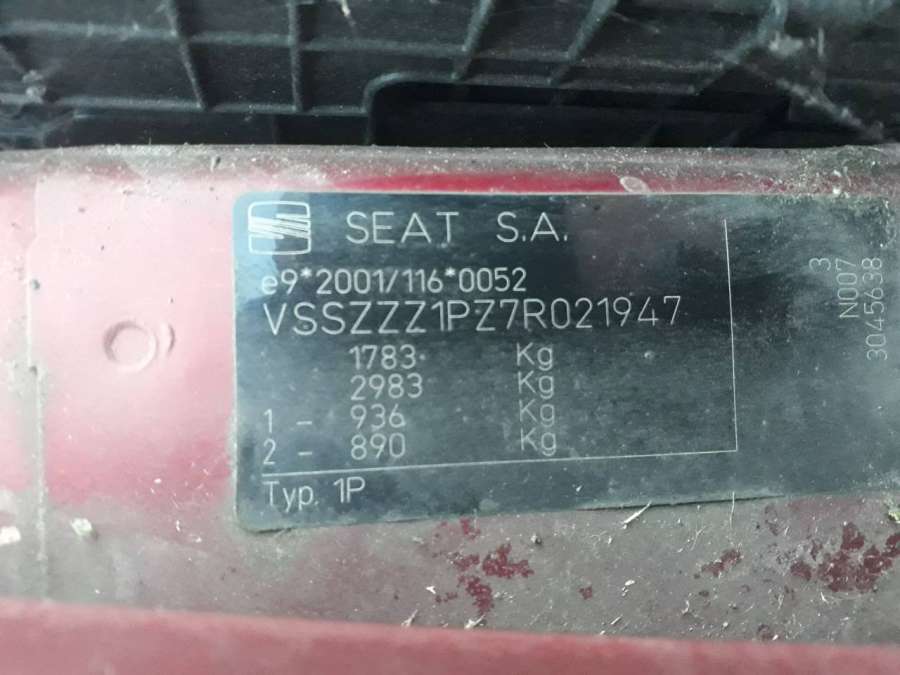 SEAT S.A.
e9*2001/116*0052
VSSZZZ1PZ7R021947
1783 Kg
2983 Kg
1 - 936 Kg
2 - 890 Kg
Typ. 1P
3
N007
3045638